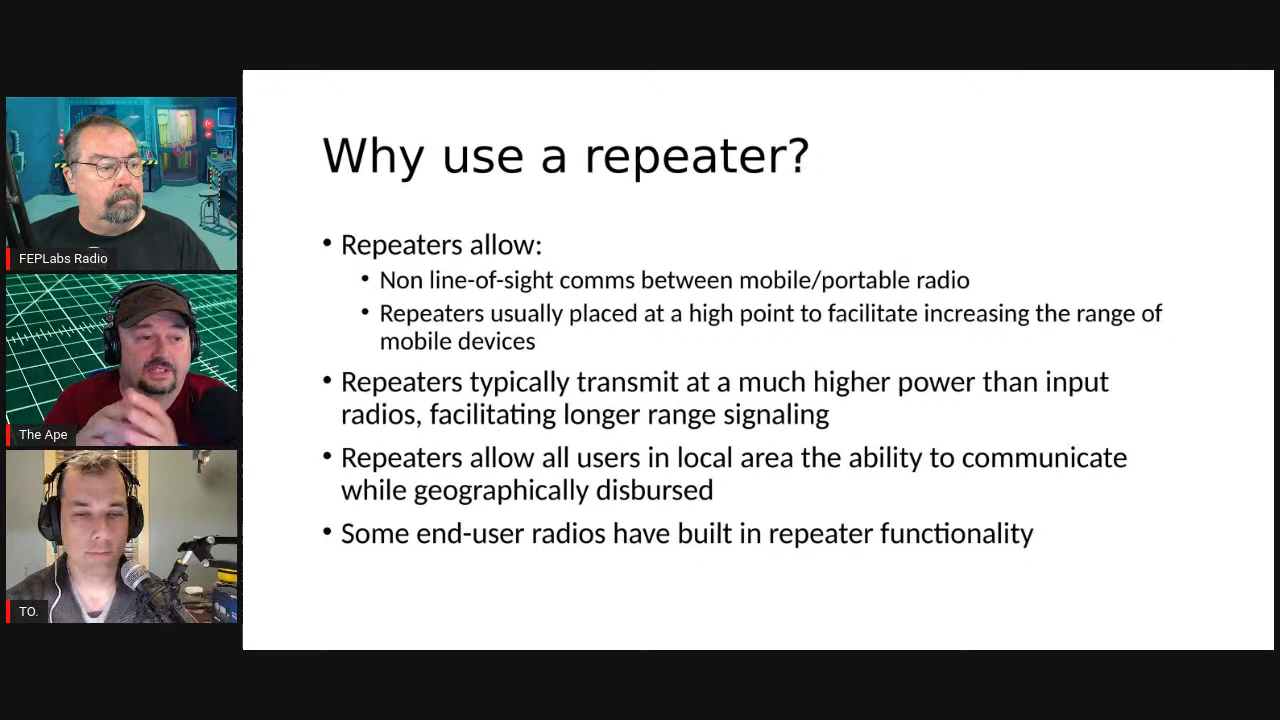 Why use a repeater?
• Repeaters allow:
• Non line-of-sight comms between mobile/portable radio
• Repeaters usually placed at a high point to facilitate increasing the range of
mobile devices
• Repeaters typically transmit at a much higher power than input
radios, facilitating longer range signaling
• Repeaters allow all users in local area the ability to communicate
while geographically disbursed
• Some end-user radios have built in repeater functionality
FEPLabs Radio
The Ape
TO.